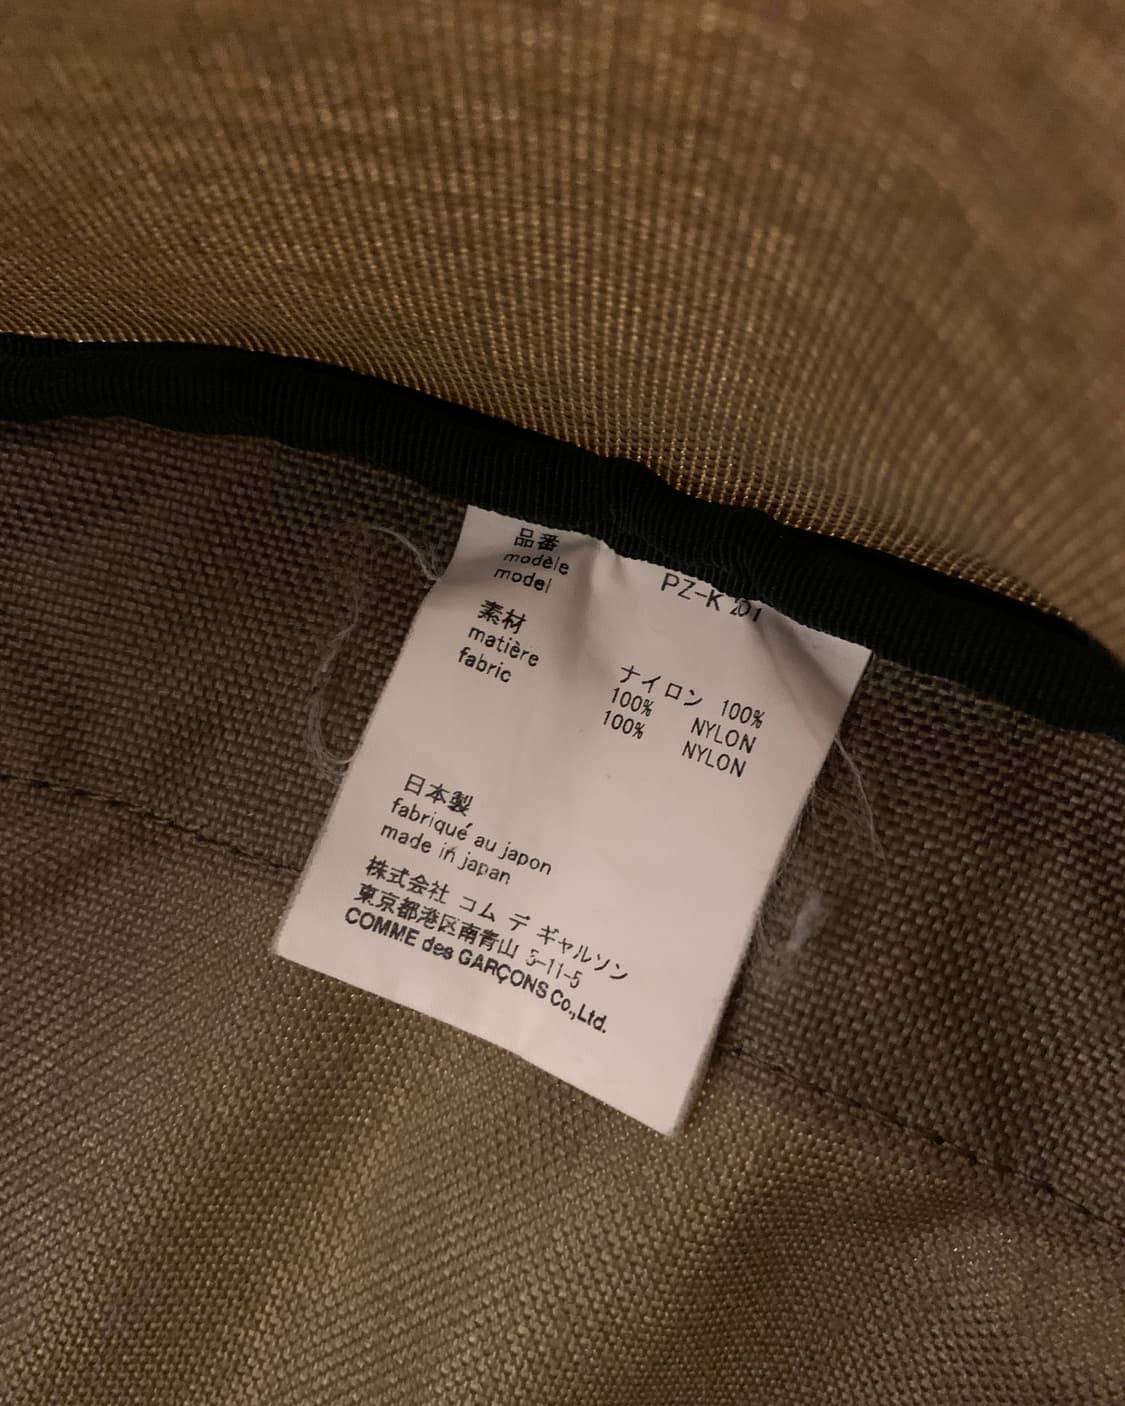 品番
modèle
model
PZ-K201
素材
matière
fabric
ナイロン 100%
100% NYLON
100% NYLON
日本製
fabriqué au japon
made in japan
株式会社 コム デ ギャルソン
東京都港区南青山 5-11-5
COMME des GARÇONS Co.,Ltd.